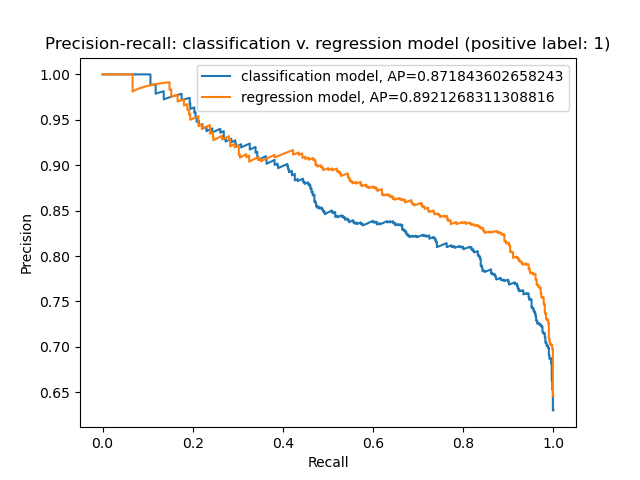 Precision-recall: classification v. regression model (positive label: 1)
classification model, AP=0.871843602658243
regression model, AP=0.8921268311308816
1.00
0.95
0.90
0.85
0.80
0.75
0.70
0.65
Precision
0.0 0.2 0.4 0.6 0.8 1.0
Recall